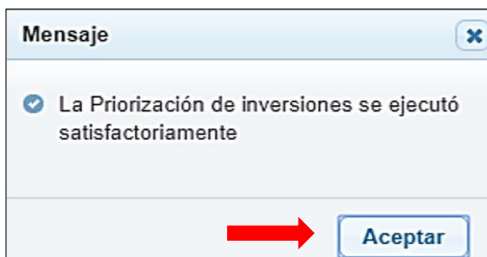 Mensaje
La Priorización de inversiones se ejecutó
satisfactoriamente
Aceptar